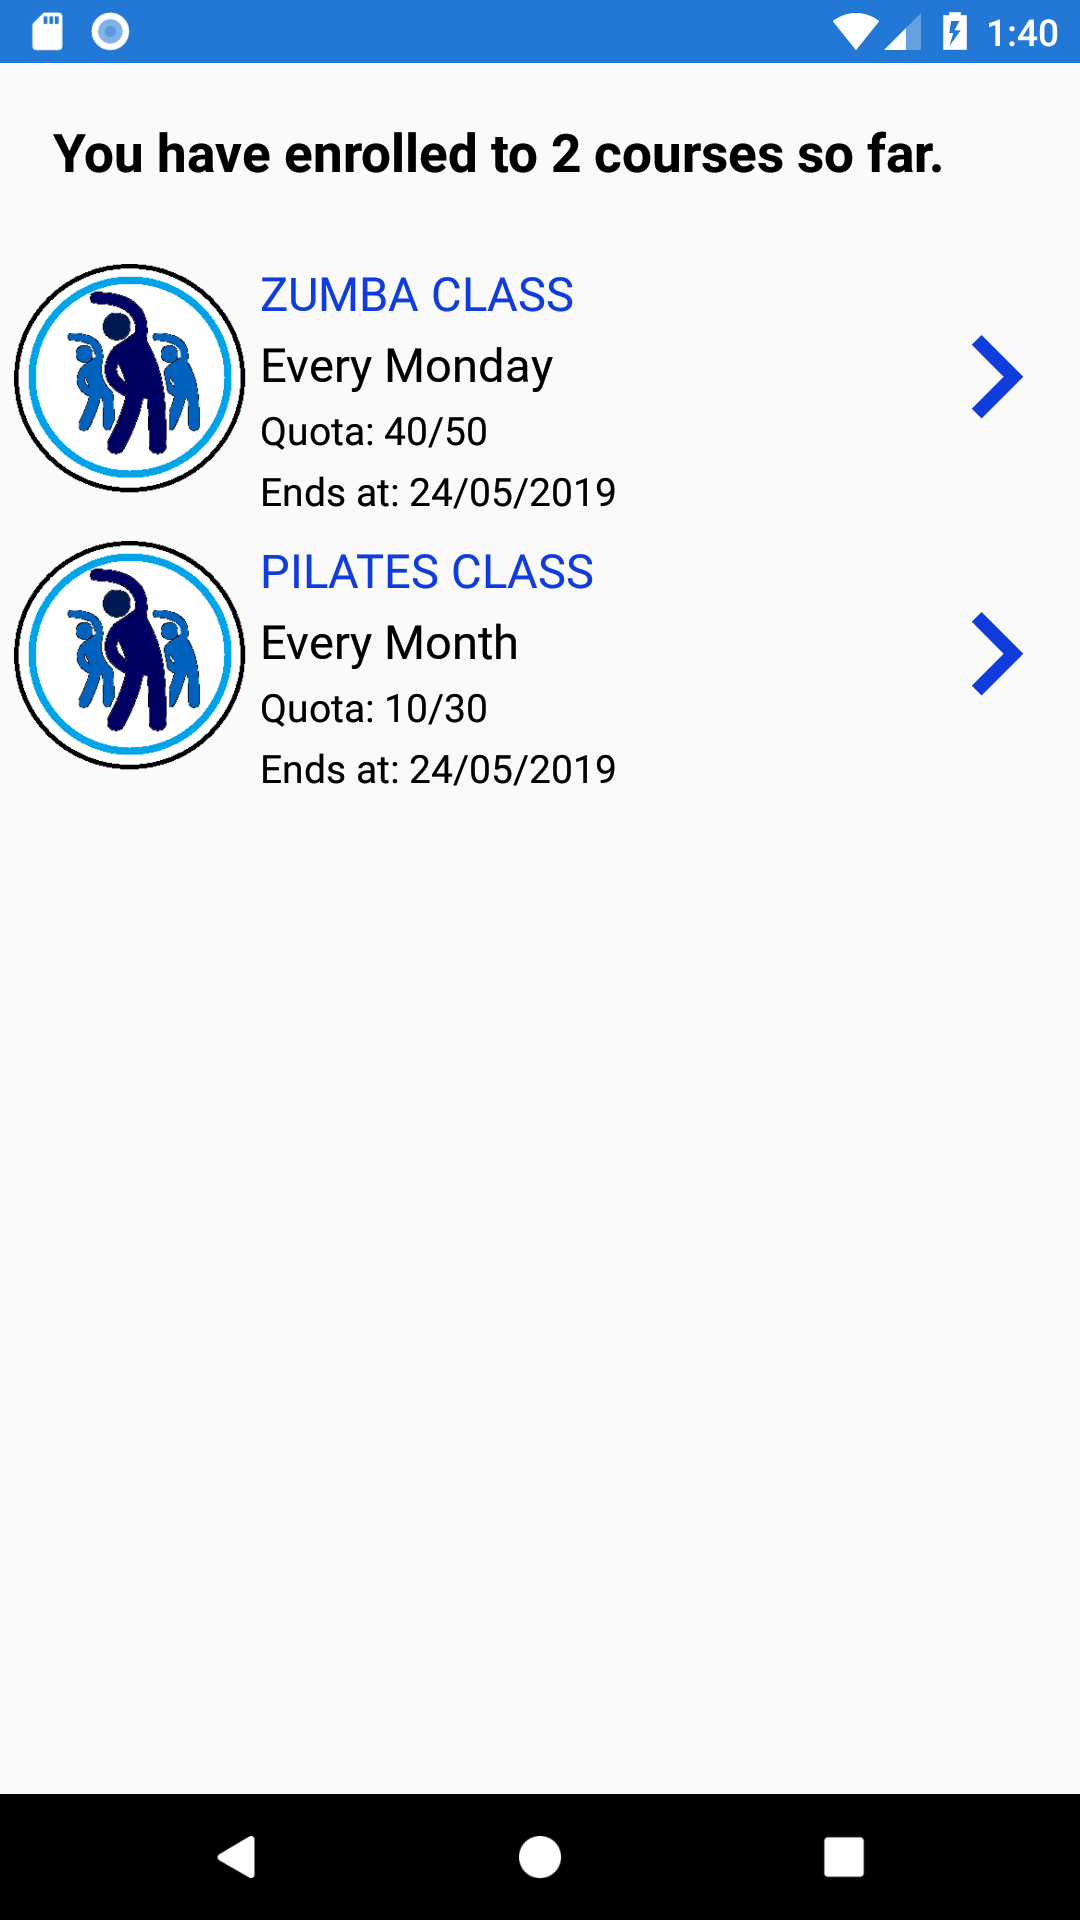 1:40
You have enrolled to 2 courses so far.
ZUMBA CLASS
Every Monday
Quota: 40/50
Ends at: 24/05/2019
PILATES CLASS
Every Month
Quota: 10/30
Ends at: 24/05/2019